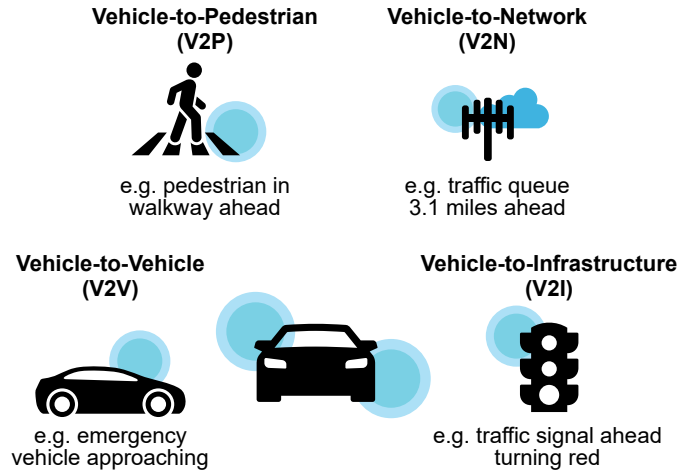 Vehicle-to-Pedestrian
(V2P)
e.g. pedestrian in
walkway ahead
Vehicle-to-Network
(V2N)
e.g. traffic queue
3.1 miles ahead
Vehicle-to-Vehicle
(V2V)
e.g. emergency
vehicle approaching
Vehicle-to-Infrastructure
(V2I)
e.g. traffic signal ahead
turning red